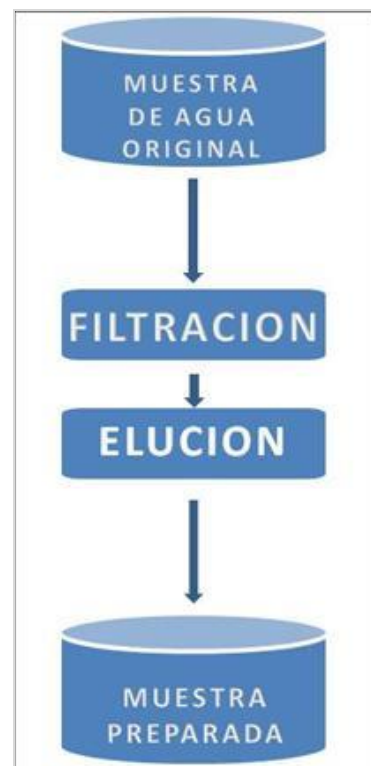 MUESTRA
DE AGUA
ORIGINAL
FILTRACION
ELUCION
MUESTRA
PREPARADA